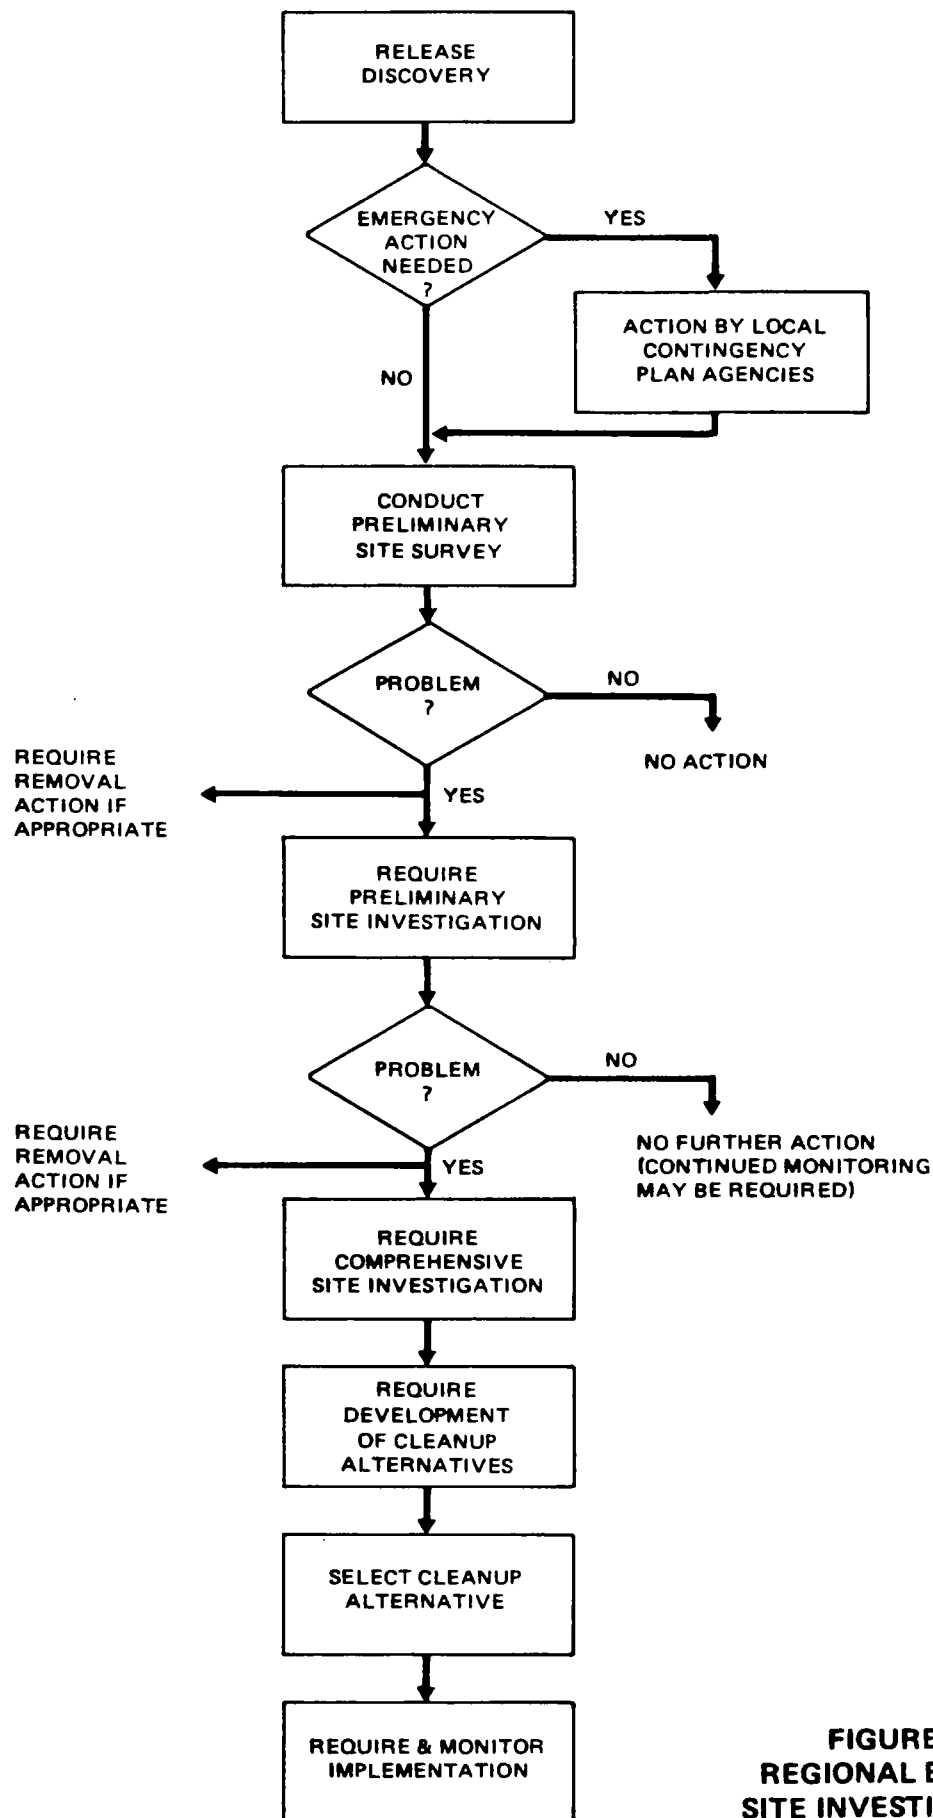 RELEASE
DISCOVERY
EMERGENCY
ACTION
NEEDED
?
YES
ACTION BY LOCAL
CONTINGENCY
PLAN AGENCIES
NO
CONDUCT
PRELIMINARY
SITE SURVEY
PROBLEM
?
NO
NO ACTION
REQUIRE
REMOVAL
ACTION IF
APPROPRIATE
YES
REQUIRE
PRELIMINARY
SITE INVESTIGATION
PROBLEM
?
NO
NO FURTHER ACTION
(CONTINUED MONITORING
MAY BE REQUIRED)
REQUIRE
REMOVAL
ACTION IF
APPROPRIATE
YES
REQUIRE
COMPREHENSIVE
SITE INVESTIGATION
REQUIRE
DEVELOPMENT
OF CLEANUP
ALTERNATIVES
SELECT CLEANUP
ALTERNATIVE
REQUIRE & MONITOR
IMPLEMENTATION
FIGURE
REGIONAL
SITE